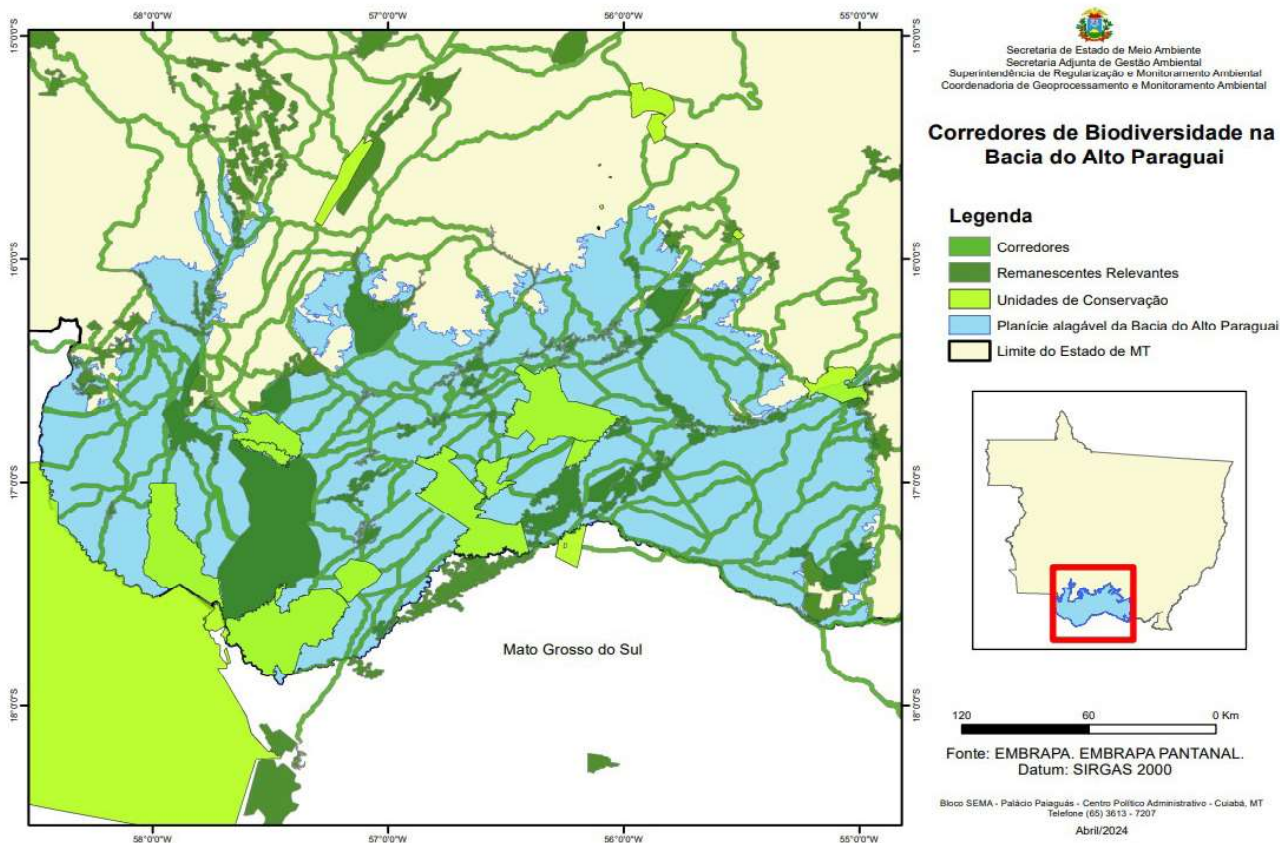 58°0'0"S
57°0'0"S
56°0'0"S
55°0'0"S
15°0'0"S
15°0'0"S
16°0'0"S
16°0'0"S
17°0'0"S
17°0'0"S
18°0'0"S
18°0'0"S
58°0'0"S
57°0'0"S
56°0'0"S
55°0'0"S
Mato Grosso do Sul
Secretaria de Estado de Meio Ambiente
Secretaria Adjunta de Gestão Ambiental
Superintendência de Regularização e Monitoramento Ambiental
Coordenadoria de Geoprocessamento e Monitoramento Ambiental
Corredores de Biodiversidade na
Bacia do Alto Paraguai
Legenda
Corredores
Remanescentes Relevantes
Unidades de Conservação
Planície alagável da Bacia do Alto Paraguai
Limite do Estado de MT
120 60 0 Km
Fonte: EMBRAPA. EMBRAPA PANTANAL.
Datum: SIRGAS 2000
Bloco SEMA - Palácio Paiaguás - Centro Político Administrativo - Cuiabá, MT
Telefone (65) 3613 - 7207
Abril/2024